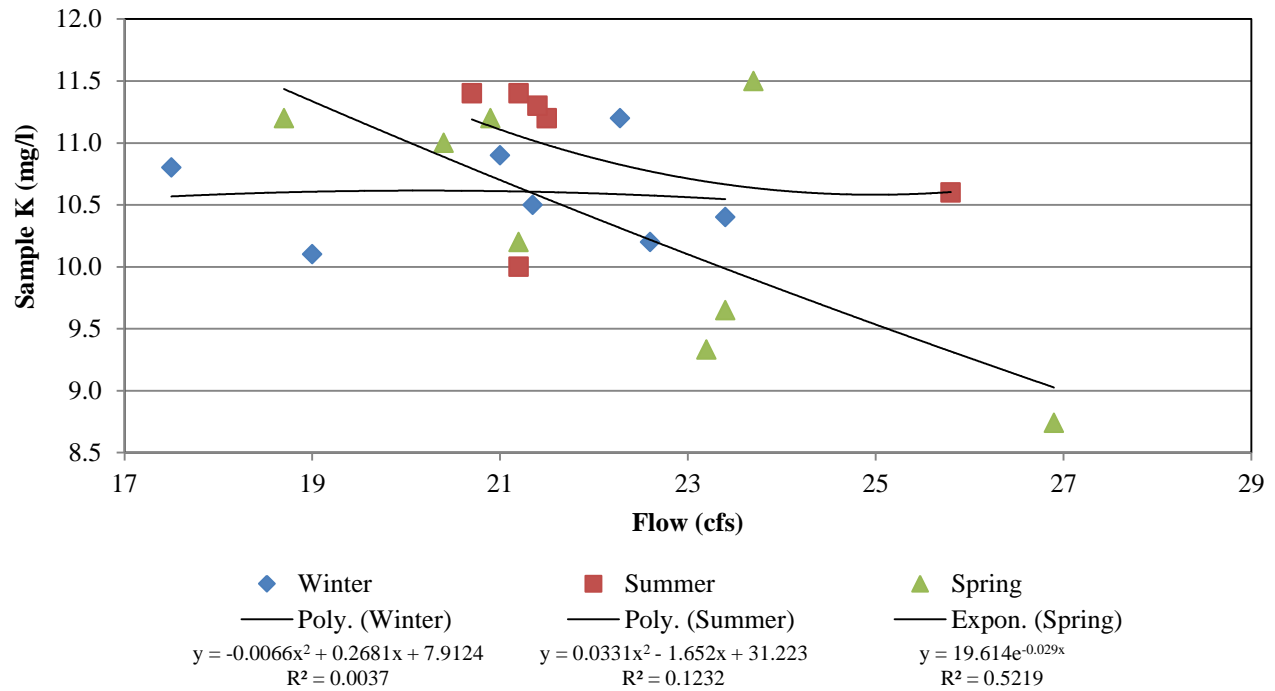 12.0
11.5
11.0
10.5
10.0
9.5
9.0
8.5
Sample K (mg/l)
17 19 21 23 25 27 29
Flow (cfs)
Winter Summer Spring
Poly. (Winter) Poly. (Summer) Expon. (Spring)
y = -0.0066x² + 0.2681x + 7.9124 y = 0.0331x² - 1.652x + 31.223 y = 19.614e⁻⁰·⁰²⁹ˣ
R² = 0.0037 R² = 0.1232 R² = 0.5219